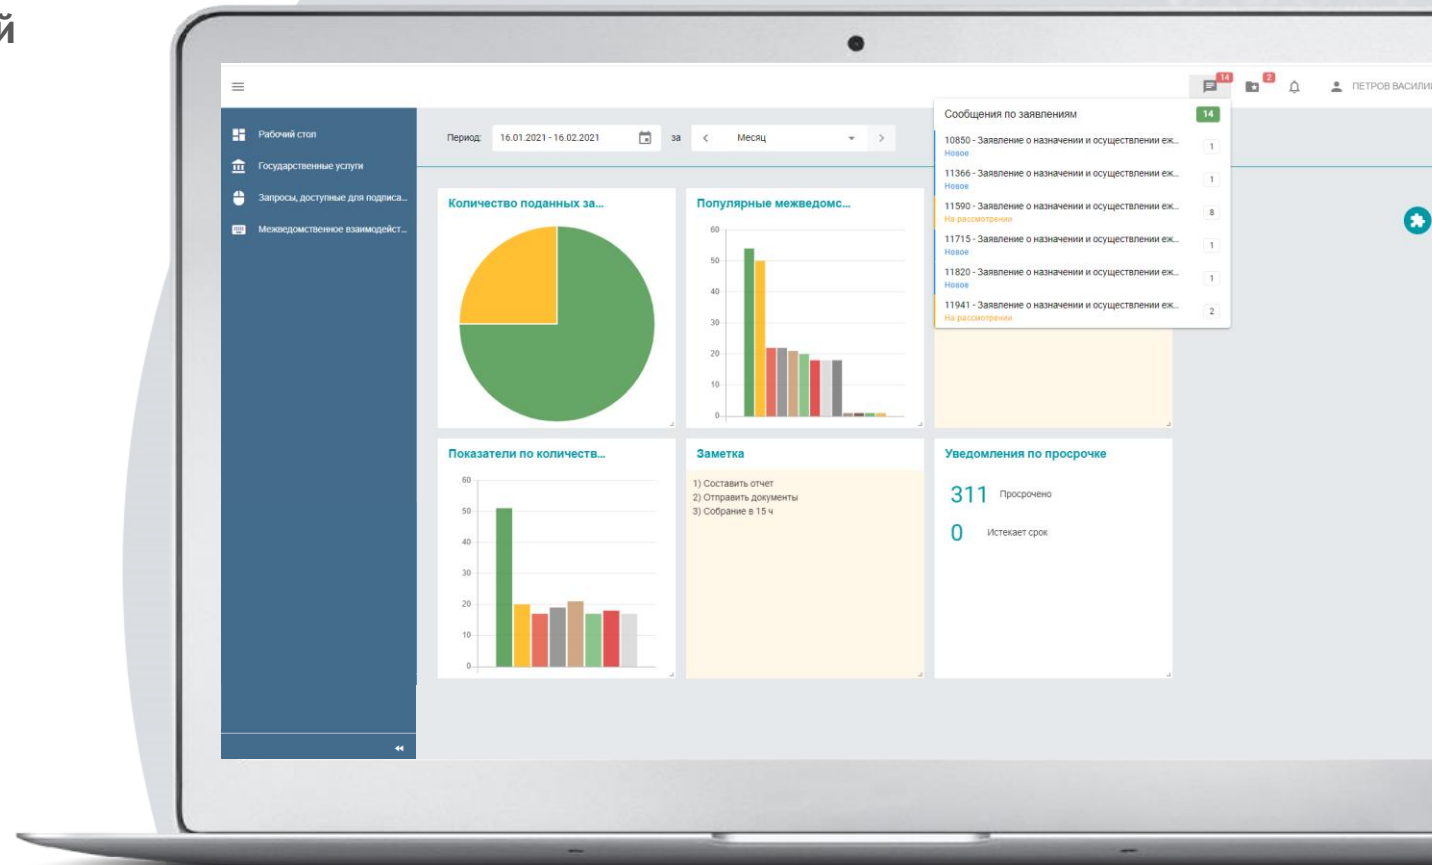 й
14
2
ПЕТРОВ ВАСИЛИ
Рабочий стол
Государственные услуги
Запросы, доступные для подписа...
Межведомственное взаимодейст...
Период:
16.01.2021 - 16.02.2021
за
Месяц
Сообщения по заявлениям
14
10850 - Заявление о назначении и осуществлении еж...
Новое
1
11366 - Заявление о назначении и осуществлении еж...
Новое
1
11590 - Заявление о назначении и осуществлении еж...
На рассмотрении
8
11715 - Заявление о назначении и осуществлении еж...
Новое
1
11820 - Заявление о назначении и осуществлении еж...
Новое
1
11941 - Заявление о назначении и осуществлении еж...
На рассмотрении
2
Количество поданных за...
Популярные межведомс...
60
50
40
30
20
10
0
Показатели по количеств...
60
50
40
30
20
10
0
Заметка
1) Составить отчет
2) Отправить документы
3) Собрание в 15 ч
Уведомления по просрочке
311 Просрочено
0 Истекает срок